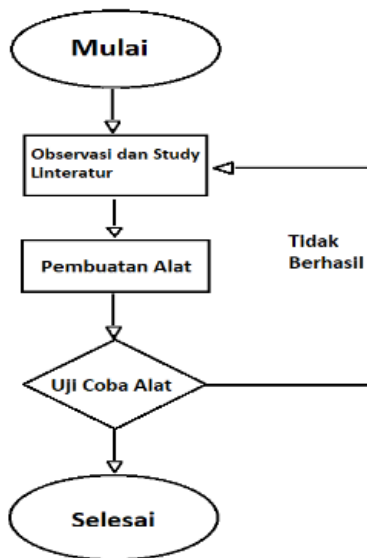 Mulai
Observasi dan Study
Linteratur
Tidak
Berhasil
Pembuatan Alat
Uji Coba Alat
Selesai